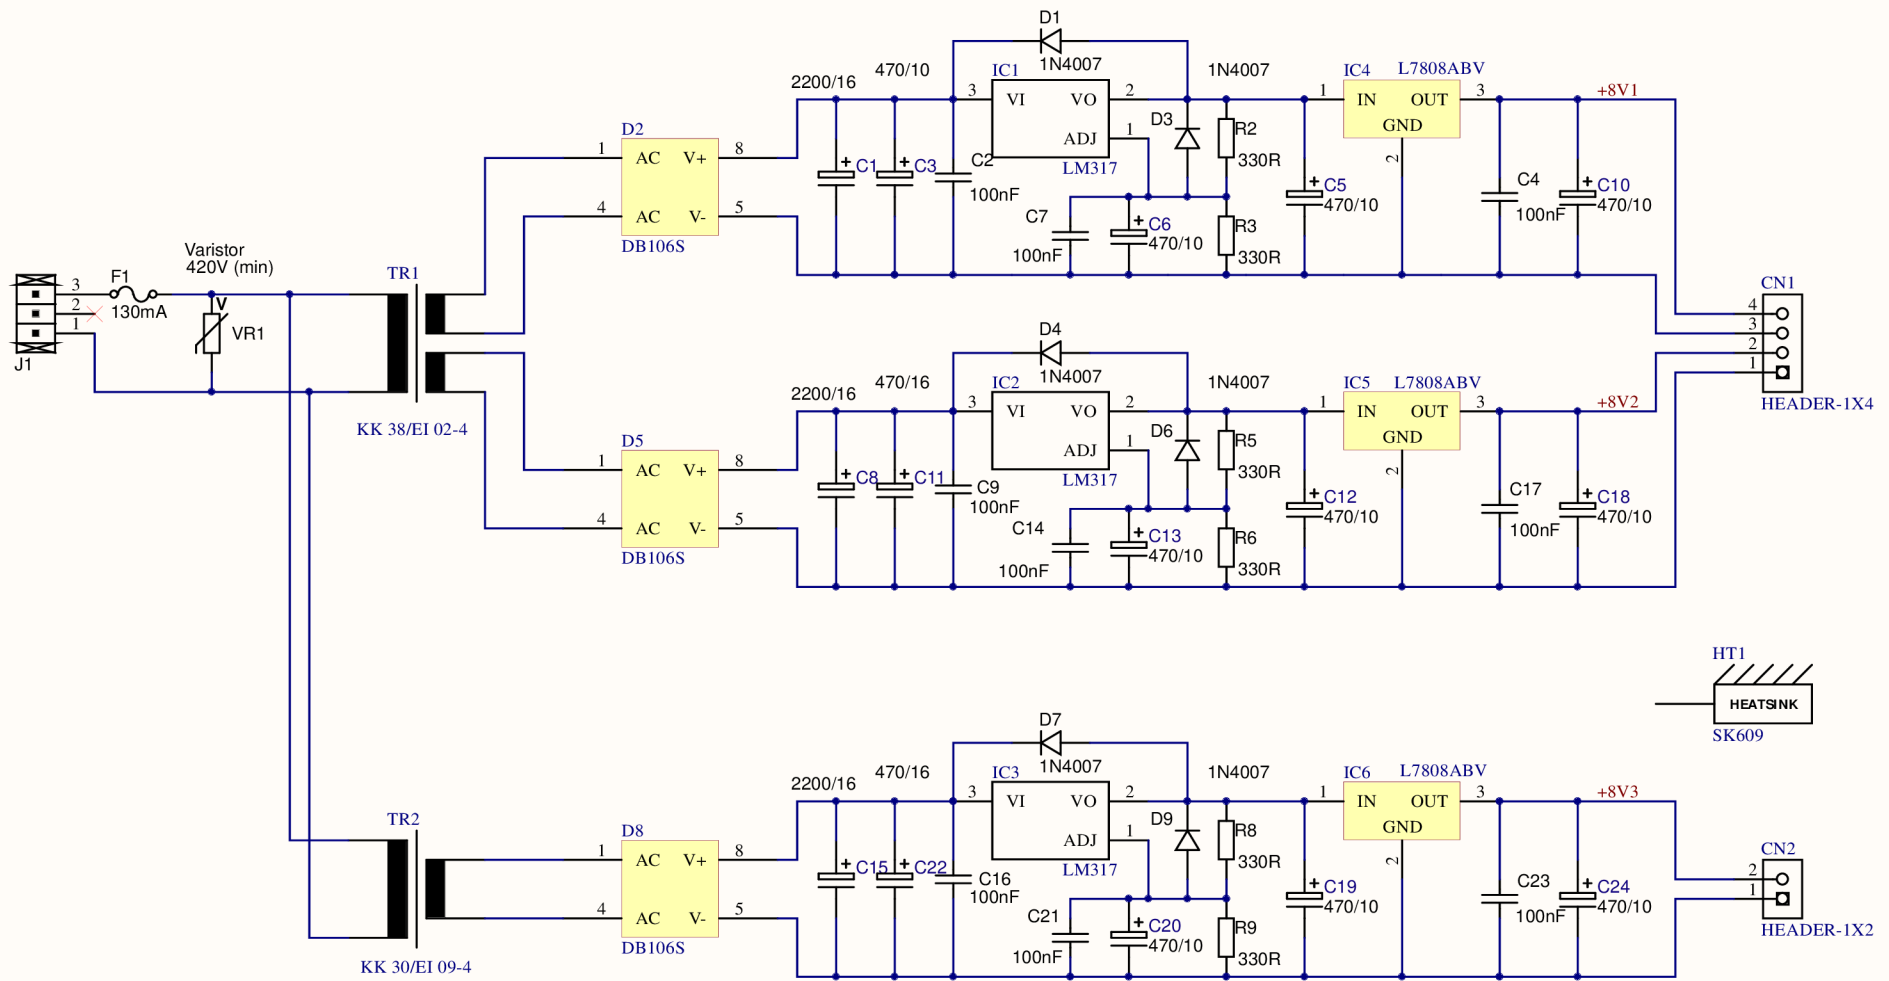 D1
1N4007
2200/16
470/10
IC1
3
VI
VO
2
ADJ
1
LM317
1N4007
D3
R2
330R
IC4
L7808ABV
1
IN
OUT
3
GND
2
+8V1
D2
1
AC
V+
8
4
AC
V-
5
DB106S
+
C1
+
C3
C2
100nF
C7
100nF
+
C6
470/10
R3
330R
+
C5
470/10
C4
100nF
+
C10
470/10
Varistor
420V (min)
F1
130mA
3
2
1
J1
V
VR1
TR1
KK 38/EI 02-4
CN1
4
3
2
1
HEADER-1X4
D4
1N4007
2200/16
470/16
IC2
3
VI
VO
2
ADJ
1
LM317
1N4007
D6
R5
330R
IC5
L7808ABV
1
IN
OUT
3
GND
2
+8V2
D5
1
AC
V+
8
4
AC
V-
5
DB106S
+
C8
+
C11
C9
100nF
C14
100nF
+
C13
470/10
R6
330R
+
C12
470/10
C17
100nF
+
C18
470/10
HT1
HEATSINK
SK609
D7
1N4007
2200/16
470/16
IC3
3
VI
VO
2
ADJ
1
LM317
1N4007
D9
R8
330R
IC6
L7808ABV
1
IN
OUT
3
GND
2
+8V3
TR2
KK 30/EI 09-4
D8
1
AC
V+
8
4
AC
V-
5
DB106S
+
C15
+
C22
C16
100nF
C21
100nF
+
C20
470/10
R9
330R
+
C19
470/10
C23
100nF
+
C24
470/10
CN2
2
1
HEADER-1X2